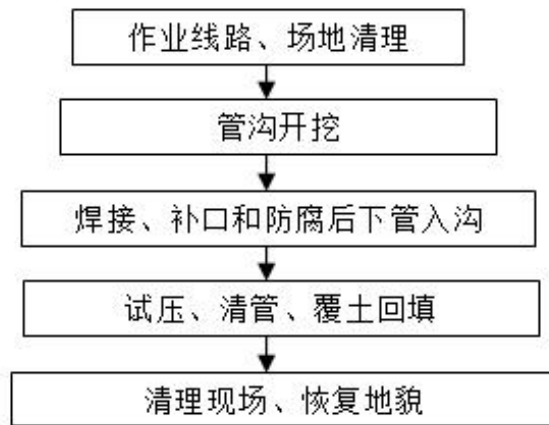 作业线路、场地清理
管沟开挖
焊接、补口和防腐后下管入沟
试压、清管、覆土回填
清理现场、恢复地貌